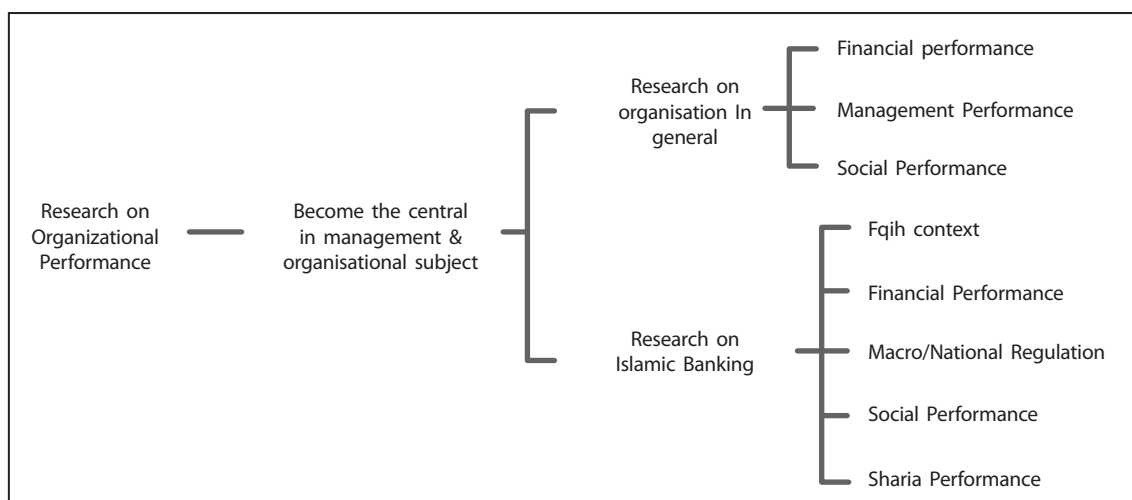 Research on
Organizational
Performance
Become the central
in management &
organisational subject
Research on
organisation In
general
Financial performance
Management Performance
Social Performance
Research on
Islamic Banking
Fqih context
Financial Performance
Macro/National Regulation
Social Performance
Sharia Performance